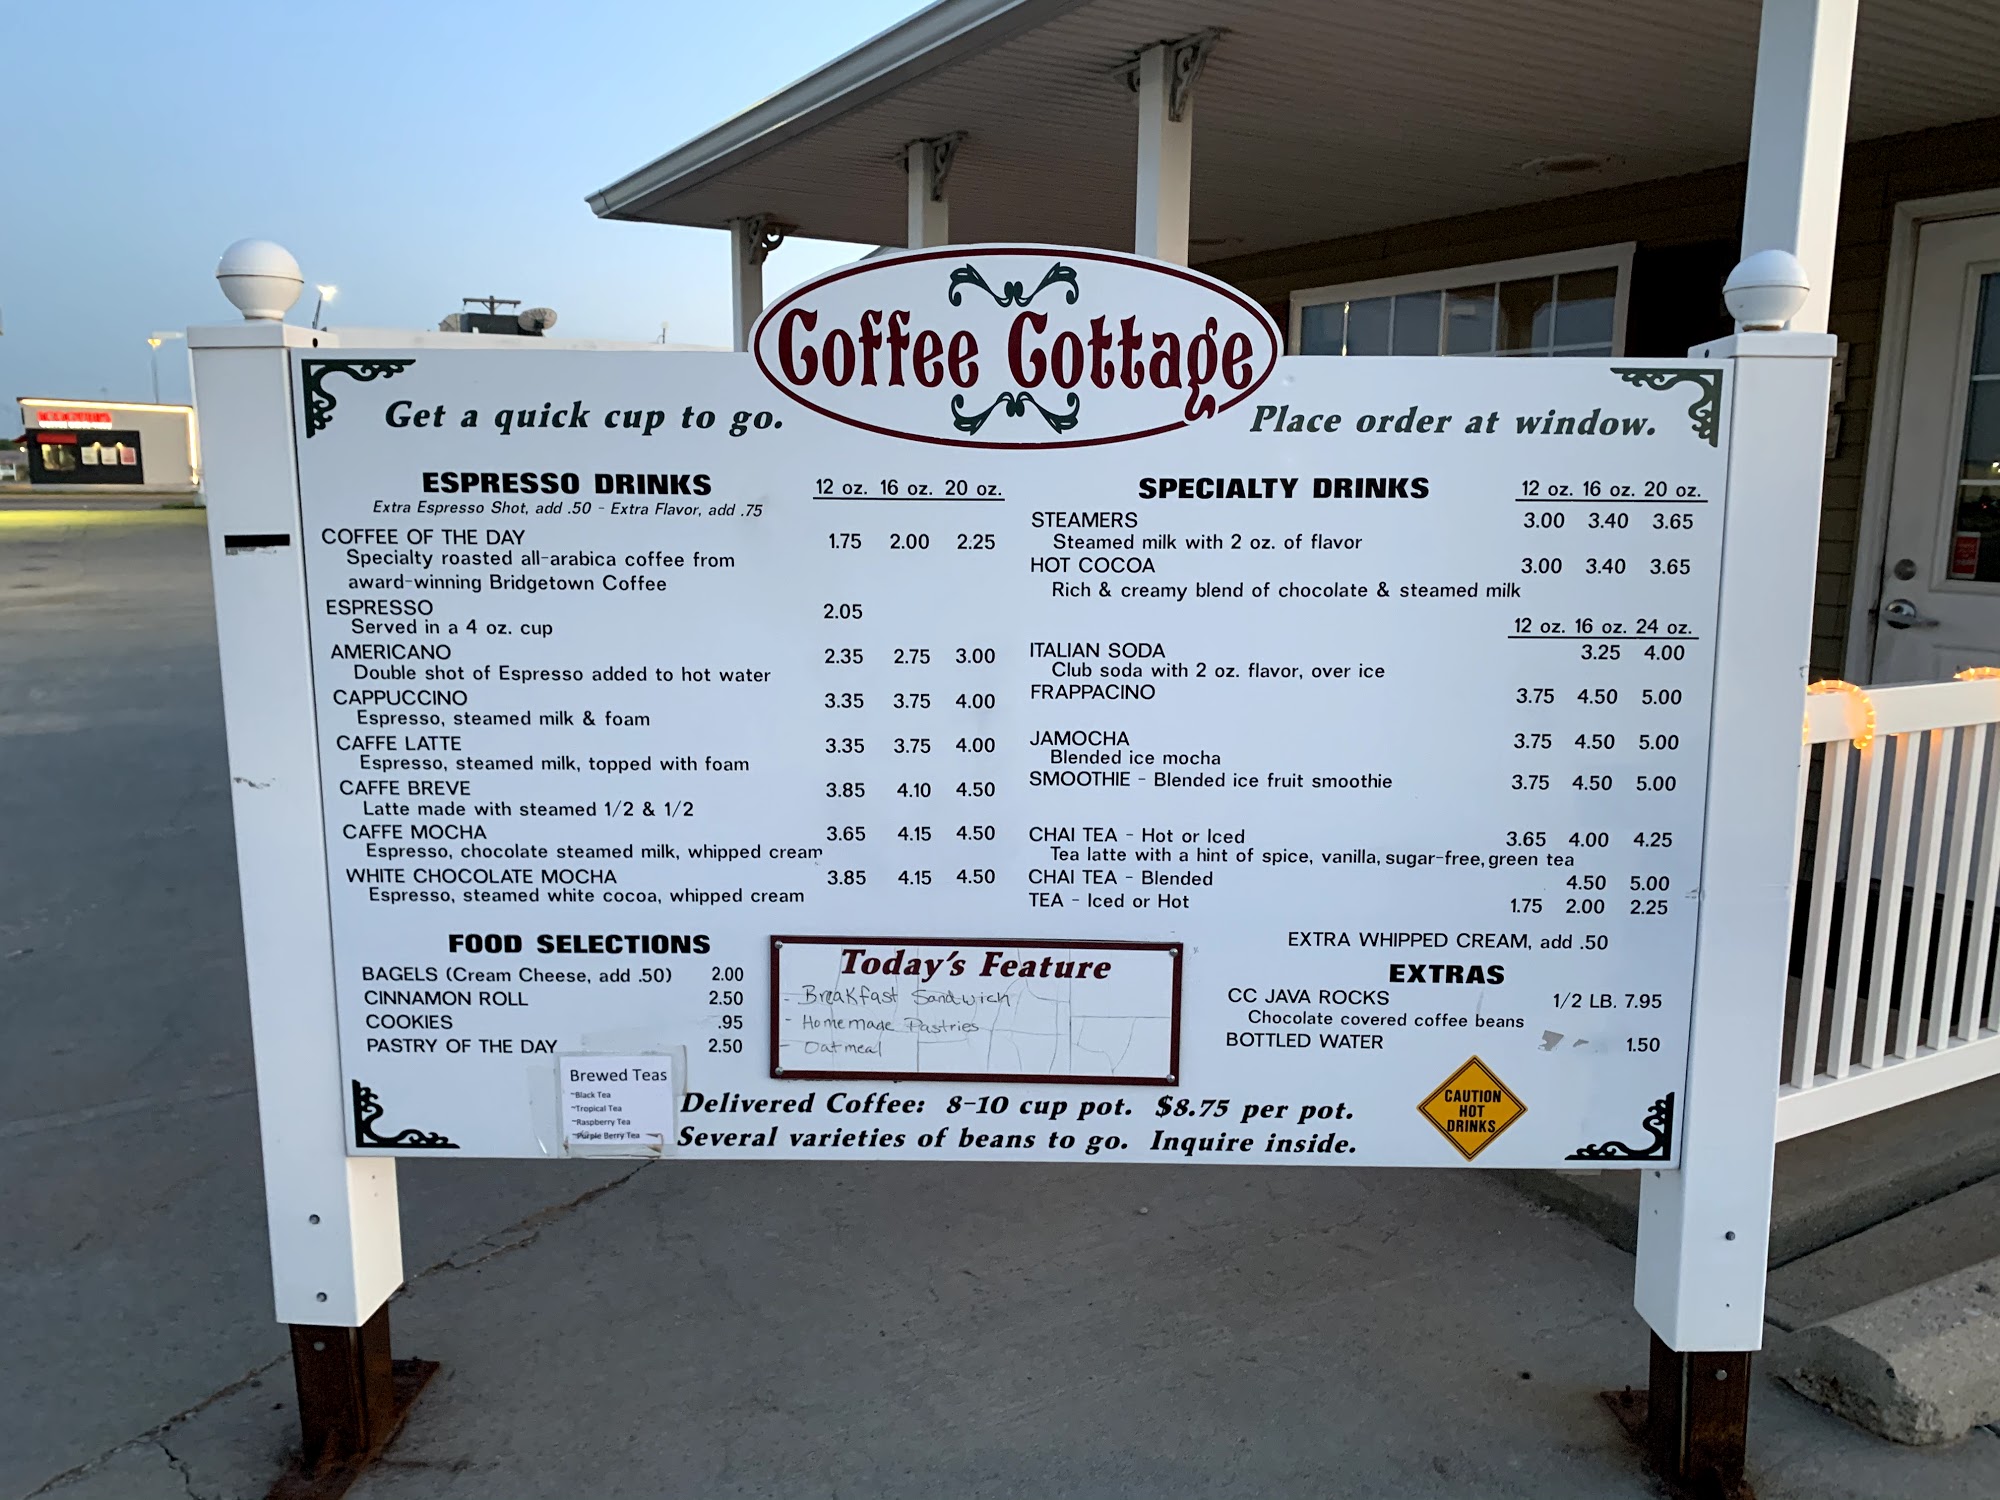 Coffee Cottage
Get a quick cup to go.
Place order at window.
ESPRESSO DRINKS 12 oz. 16 oz. 20 oz.
Extra Espresso Shot, add .50 - Extra Flavor, add .75
COFFEE OF THE DAY 1.75 2.00 2.25
Specialty roasted all-arabica coffee from
award-winning Bridgetown Coffee
ESPRESSO 2.05
Served in a 4 oz. cup
AMERICANO 2.35 2.75 3.00
Double shot of Espresso added to hot water
CAPPUCCINO 3.35 3.75 4.00
Espresso, steamed milk & foam
CAFFE LATTE 3.35 3.75 4.00
Espresso, steamed milk, topped with foam
CAFFE BREVE 3.85 4.10 4.50
Latte made with steamed 1/2 & 1/2
CAFFE MOCHA 3.65 4.15 4.50
Espresso, chocolate steamed milk, whipped cream
WHITE CHOCOLATE MOCHA 3.85 4.15 4.50
Espresso, steamed white cocoa, whipped cream
FOOD SELECTIONS
BAGELS (Cream Cheese, add .50) 2.00
CINNAMON ROLL 2.50
COOKIES .95
PASTRY OF THE DAY 2.50
Brewed Teas
~Black Tea
~Tropical Tea
~Raspberry Tea
~Purple Berry Tea
SPECIALTY DRINKS 12 oz. 16 oz. 20 oz.
STEAMERS 3.00 3.40 3.65
Steamed milk with 2 oz. of flavor
HOT COCOA 3.00 3.40 3.65
Rich & creamy blend of chocolate & steamed milk
12 oz. 16 oz. 24 oz.
ITALIAN SODA 3.25 4.00
Club soda with 2 oz. flavor, over ice
FRAPPACINO 3.75 4.50 5.00
JAMOCHA 3.75 4.50 5.00
Blended ice mocha
SMOOTHIE - Blended ice fruit smoothie 3.75 4.50 5.00
CHAI TEA - Hot or Iced 3.65 4.00 4.25
Tea latte with a hint of spice, vanilla, sugar-free, green tea
CHAI TEA - Blended 4.50 5.00
TEA - Iced or Hot 1.75 2.00 2.25
EXTRA WHIPPED CREAM, add .50
EXTRAS
CC JAVA ROCKS 1/2 LB. 7.95
Chocolate covered coffee beans
BOTTLED WATER 1.50
Today's Feature
- Breakfast Sandwich
- Homemade Pastries
- Oatmeal
Delivered Coffee: 8-10 cup pot. $8.75 per pot.
Several varieties of beans to go. Inquire inside.
CAUTION
HOT
DRINKS